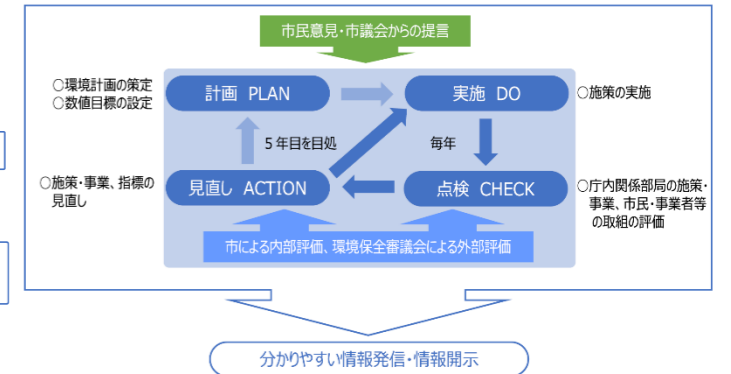 市民意見・市議会からの提言
○環境計画の策定
○数値目標の設定
計画 PLAN
実施 DO
○施策の実施
5年目を目処
毎年
○施策・事業、指標の
見直し
見直し ACTION
点検 CHECK
○庁内関係部局の施策・
事業、市民・事業者等
の取組の評価
市による内部評価、環境保全審議会による外部評価
分かりやすい情報発信・情報開示